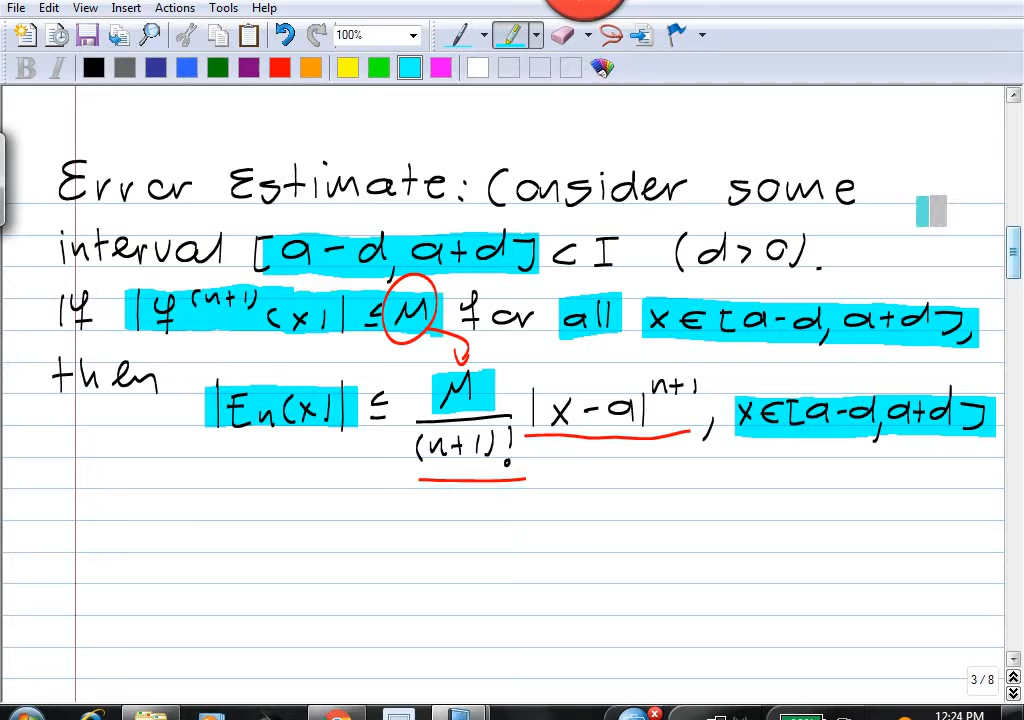 File Edit View Insert Actions Tools Help
100%
B I
Error Estimate: Consider some
interval [a-d, a+d] ⊂ I (d>0).
If |f^(n+1)(x)| ≤ M for all x ∈ [a-d, a+d],
then |En(x)| ≤ M/(n+1)! |x-a|^n+1, x∈[a-d,a+d]
3 / 8
12:24 PM